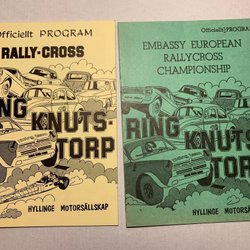 Officiellt PROGRAM
RALLY-CROSS
RING
KNUTS-
TORP
HYLLINGE MOTORSÄLLSKAP
Officiellt PROGRAM
EMBASSY EUROPEAN
RALLYCROSS
CHAMPIONSHIP
RING
KNUTS-
TORP
HYLLINGE MOTORSÄLLSKAP